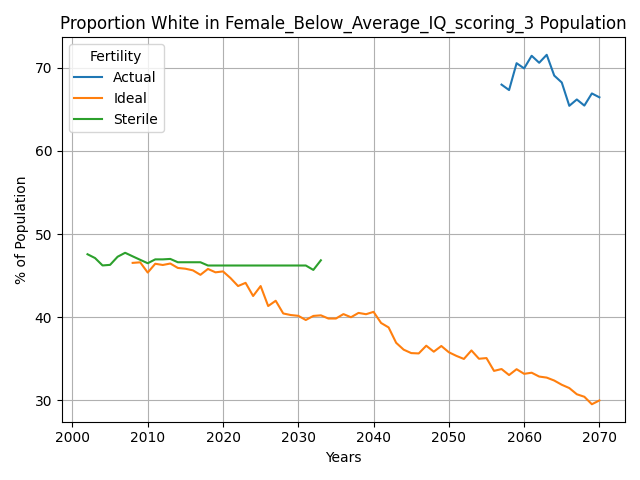 Proportion White in Female_Below_Average_IQ_scoring_3 Population
Fertility
Actual
Ideal
Sterile
% of Population
70
60
50
40
30
2000 2010 2020 2030 2040 2050 2060 2070
Years